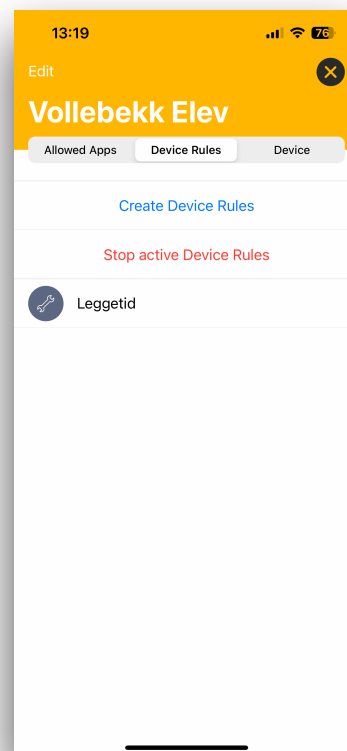 13:19
76
Edit
Vollebekk Elev
Allowed Apps
Device Rules
Device
Create Device Rules
Stop active Device Rules
Leggetid